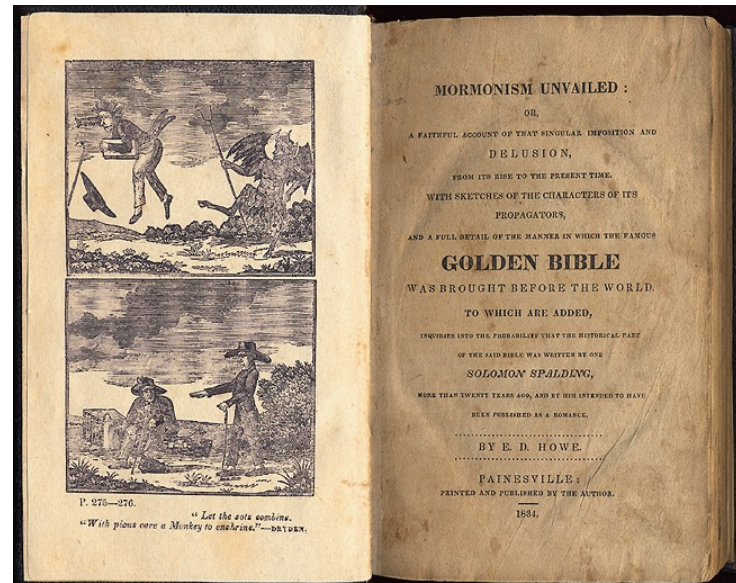 P. 275—276.
" Let the sots combine.
"With pious care a Monkey to enshrine."—DRYDEN.
MORMONISM UNVAILED :
OR,
A FAITHFUL ACCOUNT OF THAT SINGULAR IMPOSITION AND
DELUSION,
FROM ITS RISE TO THE PRESENT TIME.
WITH SKETCHES OF THE CHARACTERS OF ITS
PROPAGATORS,
AND A FULL DETAIL OF THE MANNER IN WHICH THE FAMOUS
GOLDEN BIBLE
WAS BROUGHT BEFORE THE WORLD.
TO WHICH ARE ADDED,
INQUIRIES INTO THE PROBABILITY THAT THE HISTORICAL PART
OF THE SAID BIBLE WAS WRITTEN BY ONE
SOLOMON SPALDING,
MORE THAN TWENTY YEARS AGO, AND BY HIM INTENDED TO HAVE
BEEN PUBLISHED AS A ROMANCE.
BY E. D. HOWE.
PAINESVILLE :
PRINTED AND PUBLISHED BY THE AUTHOR.
1834.